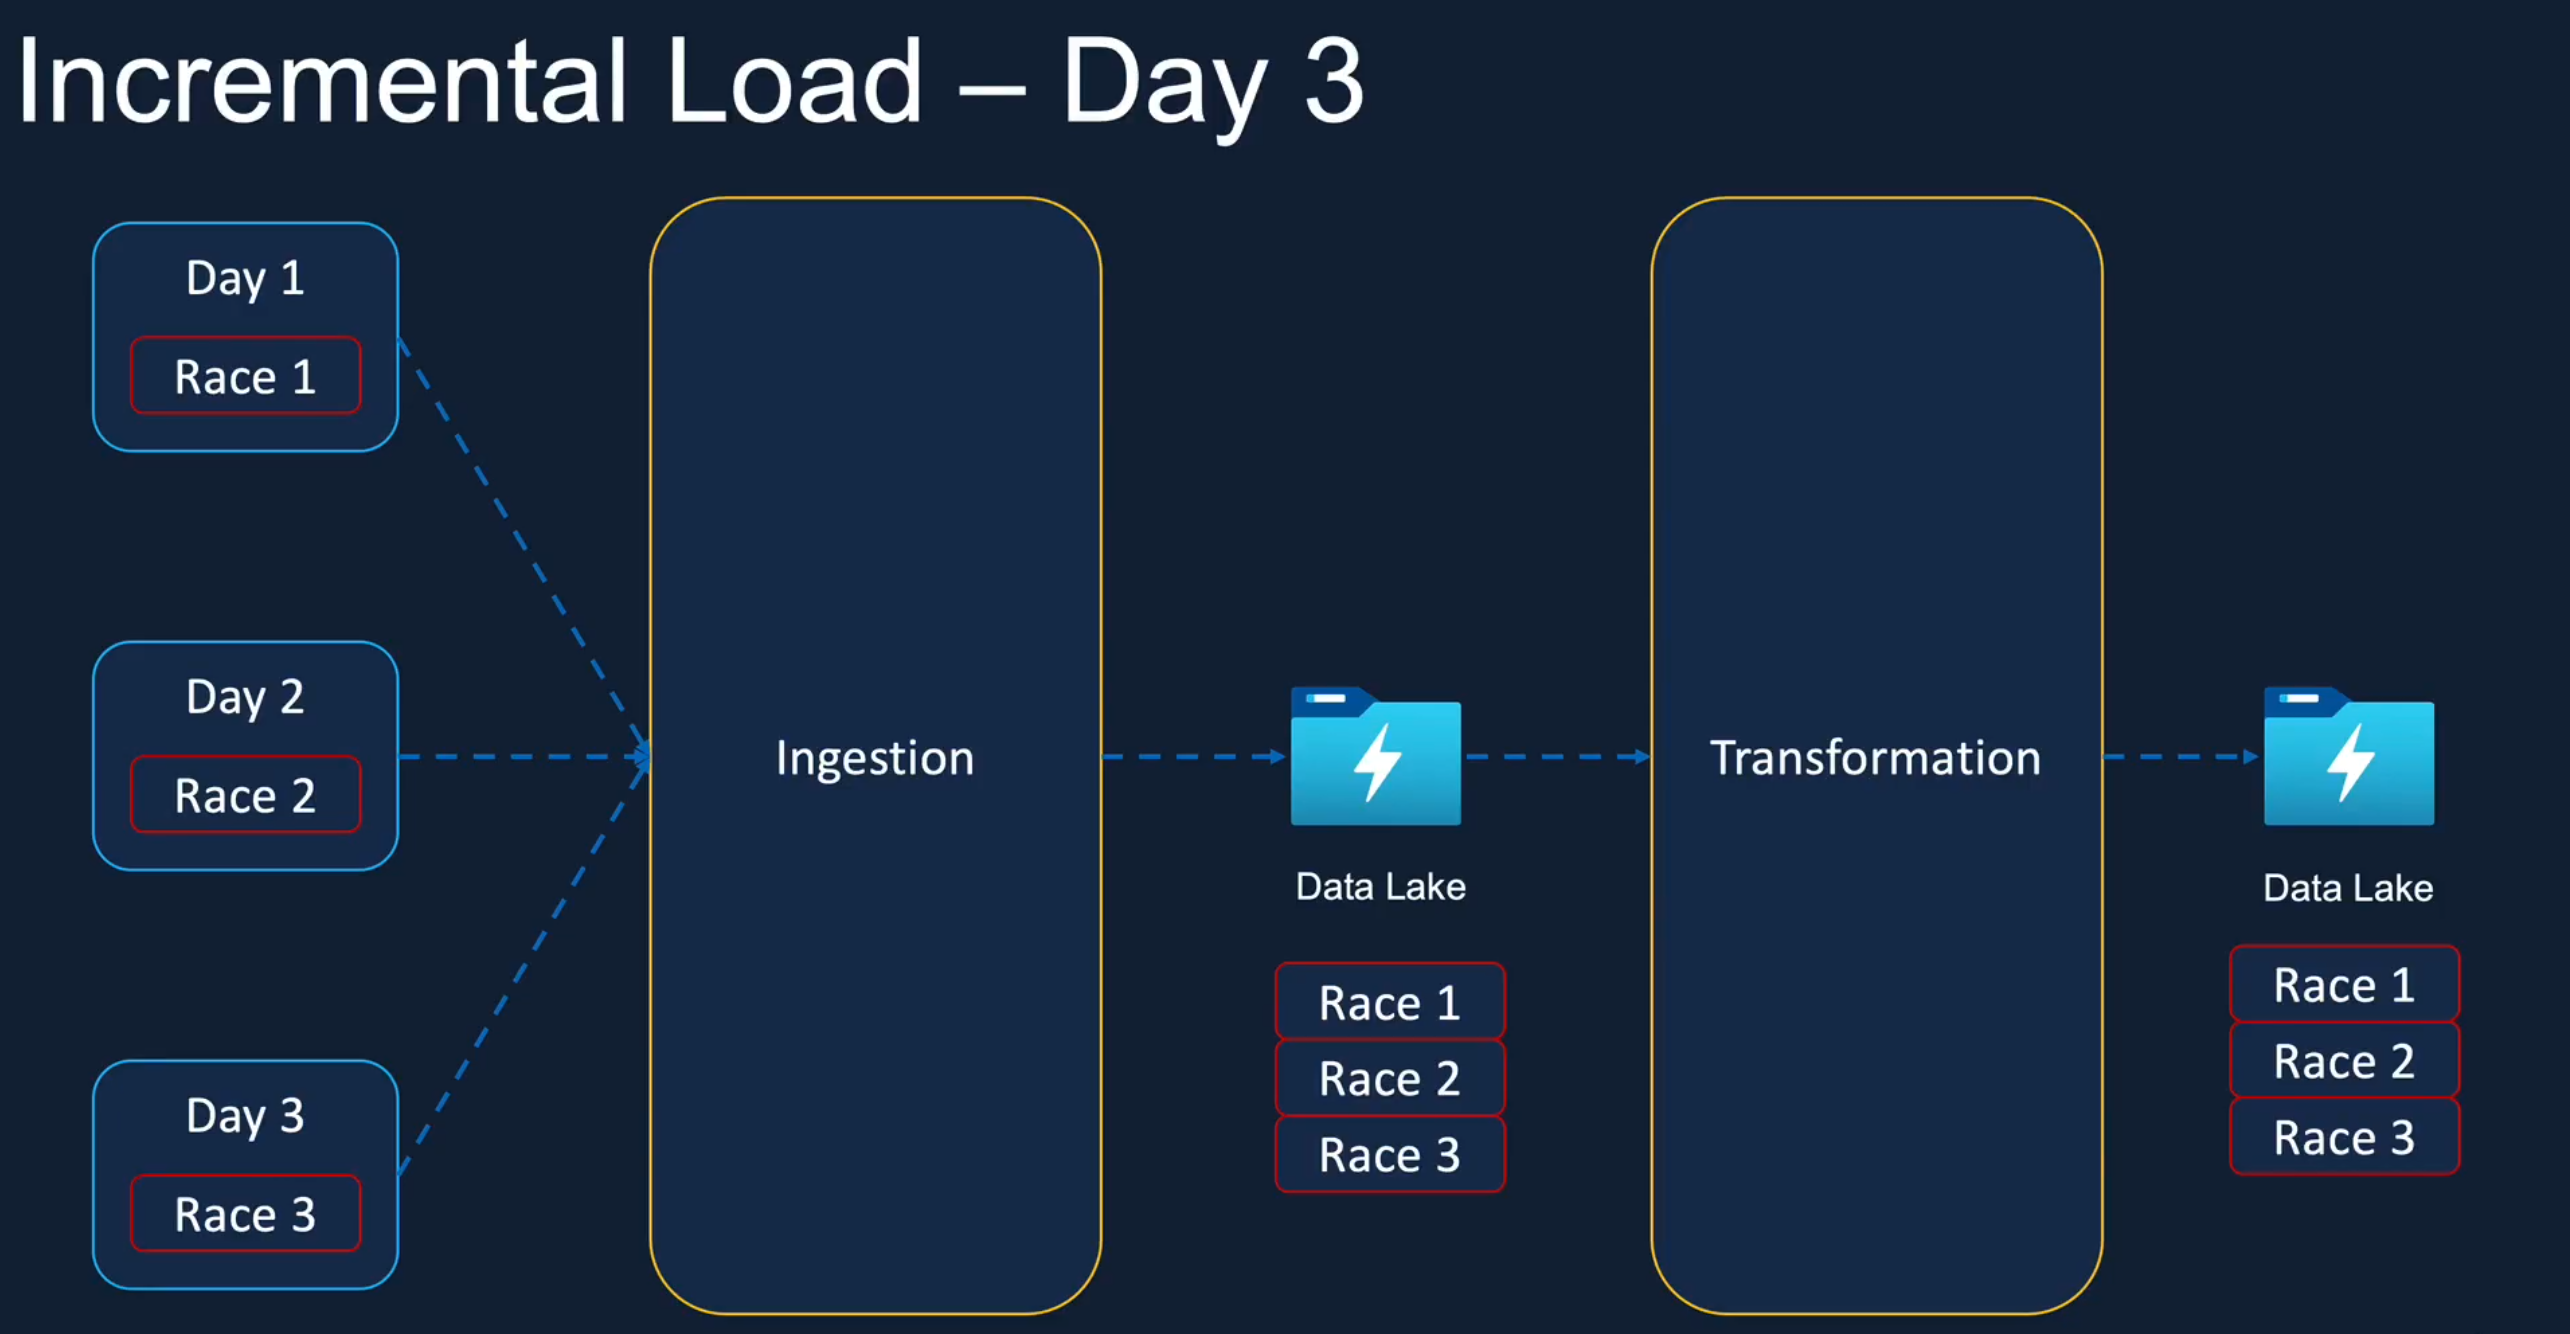 Incremental Load – Day 3
Day 1
Race 1
Day 2
Race 2
Day 3
Race 3
Ingestion
Data Lake
Race 1
Race 2
Race 3
Transformation
Data Lake
Race 1
Race 2
Race 3